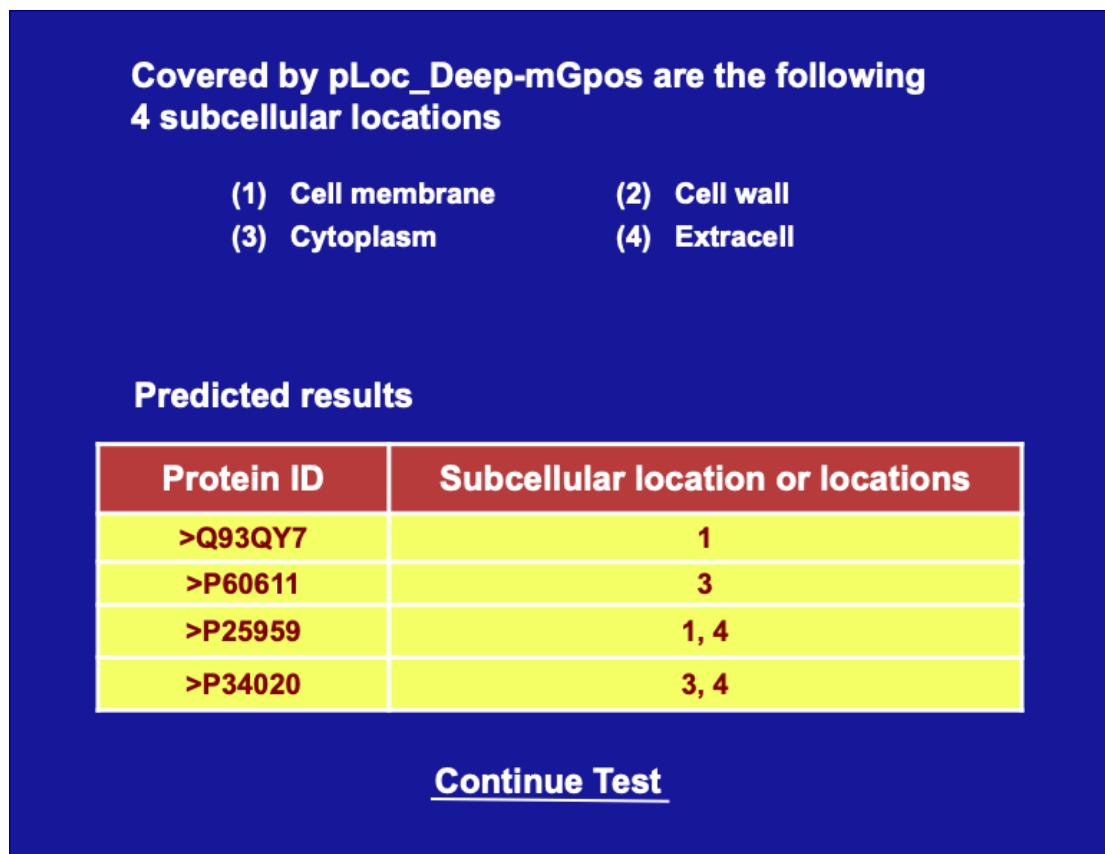 Covered by pLoc_Deep-mGpos are the following
4 subcellular locations
(1) Cell membrane (2) Cell wall
(3) Cytoplasm (4) Extracell
Predicted results
Protein ID Subcellular location or locations
>Q93QY7 1
>P60611 3
>P25959 1, 4
>P34020 3, 4
Continue Test